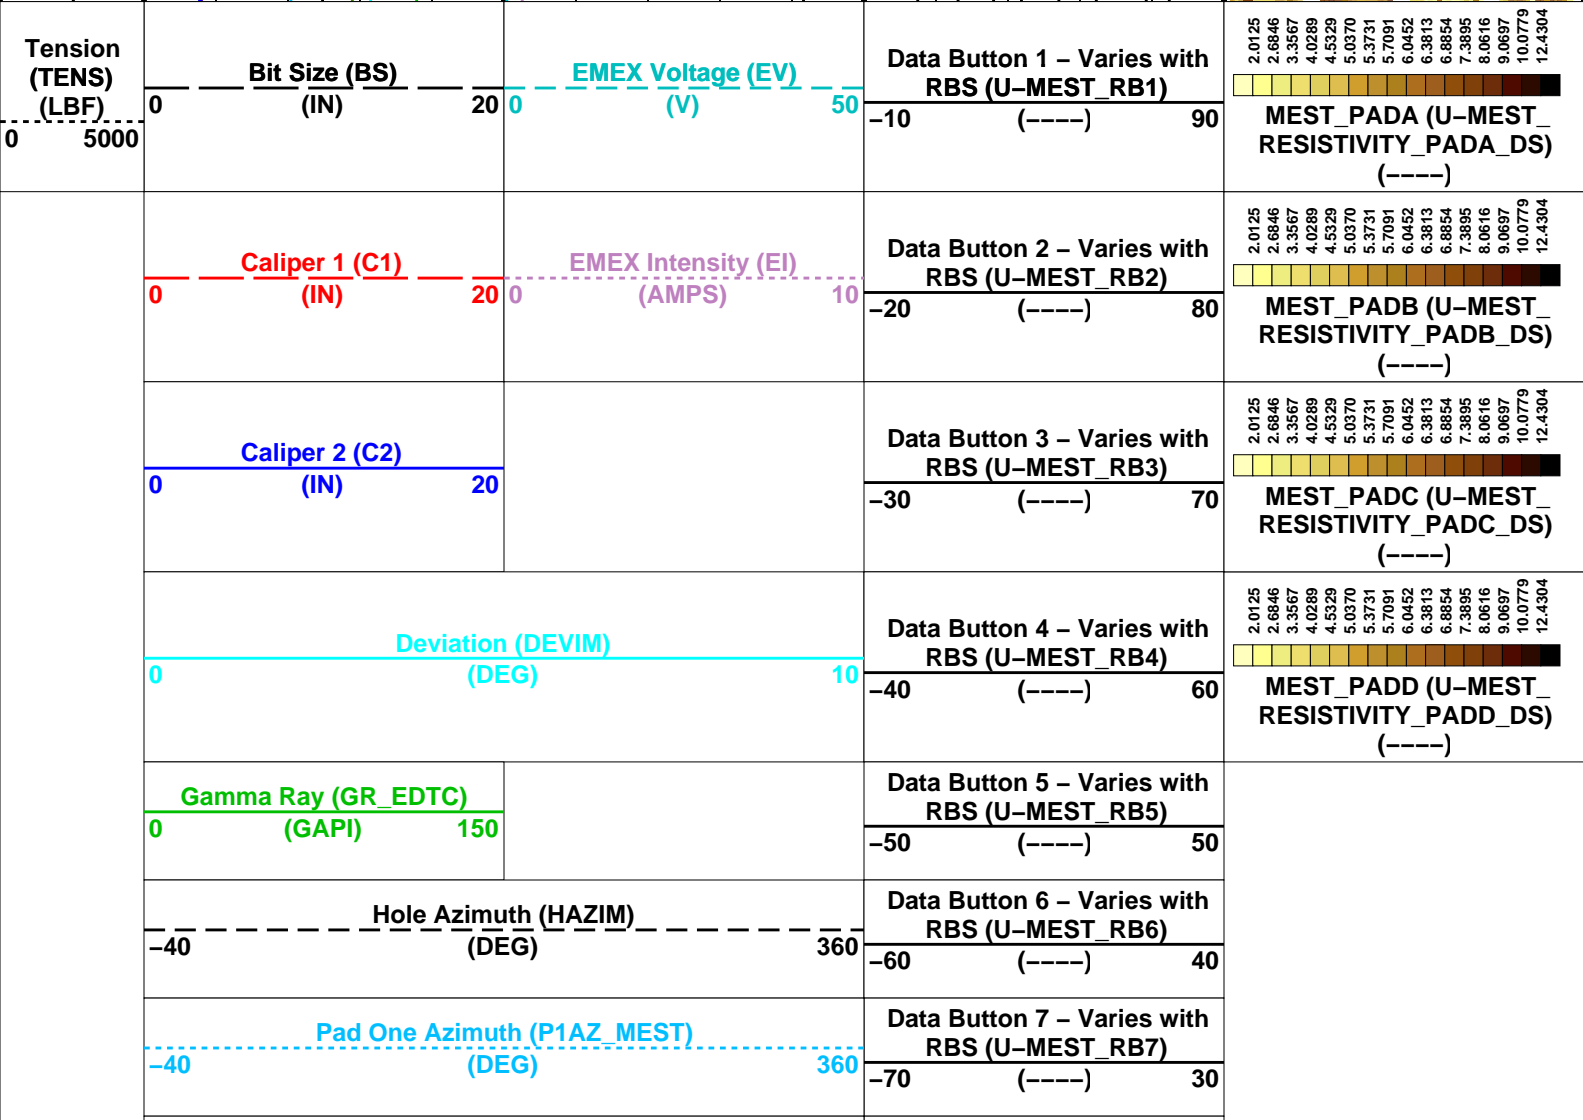 Tension
(TENS)
(LBF)
0 5000
Bit Size (BS)
0 (IN) 20
EMEX Voltage (EV)
0 (V) 50
Data Button 1 – Varies with
RBS (U–MEST_RB1)
–10 (––––) 90
2.0125 2.6846 3.3567 4.0289 4.5329 5.0370 5.3731 5.7091 6.0452 6.3813 6.8854 7.3895 8.0616 9.0697 10.0779 12.4304
MEST_PADA (U–MEST_
RESISTIVITY_PADA_DS)
(––––)
Caliper 1 (C1)
0 (IN) 20
EMEX Intensity (EI)
0 (AMPS) 10
Data Button 2 – Varies with
RBS (U–MEST_RB2)
–20 (––––) 80
2.0125 2.6846 3.3567 4.0289 4.5329 5.0370 5.3731 5.7091 6.0452 6.3813 6.8854 7.3895 8.0616 9.0697 10.0779 12.4304
MEST_PADB (U–MEST_
RESISTIVITY_PADB_DS)
(––––)
Caliper 2 (C2)
0 (IN) 20
Data Button 3 – Varies with
RBS (U–MEST_RB3)
–30 (––––) 70
2.0125 2.6846 3.3567 4.0289 4.5329 5.0370 5.3731 5.7091 6.0452 6.3813 6.8854 7.3895 8.0616 9.0697 10.0779 12.4304
MEST_PADC (U–MEST_
RESISTIVITY_PADC_DS)
(––––)
Deviation (DEVIM)
0 (DEG) 10
Data Button 4 – Varies with
RBS (U–MEST_RB4)
–40 (––––) 60
2.0125 2.6846 3.3567 4.0289 4.5329 5.0370 5.3731 5.7091 6.0452 6.3813 6.8854 7.3895 8.0616 9.0697 10.0779 12.4304
MEST_PADD (U–MEST_
RESISTIVITY_PADD_DS)
(––––)
Gamma Ray (GR_EDTC)
0 (GAPI) 150
Data Button 5 – Varies with
RBS (U–MEST_RB5)
–50 (––––) 50
Hole Azimuth (HAZIM)
–40 (DEG) 360
Data Button 6 – Varies with
RBS (U–MEST_RB6)
–60 (––––) 40
Pad One Azimuth (P1AZ_MEST)
–40 (DEG) 360
Data Button 7 – Varies with
RBS (U–MEST_RB7)
–70 (––––) 30